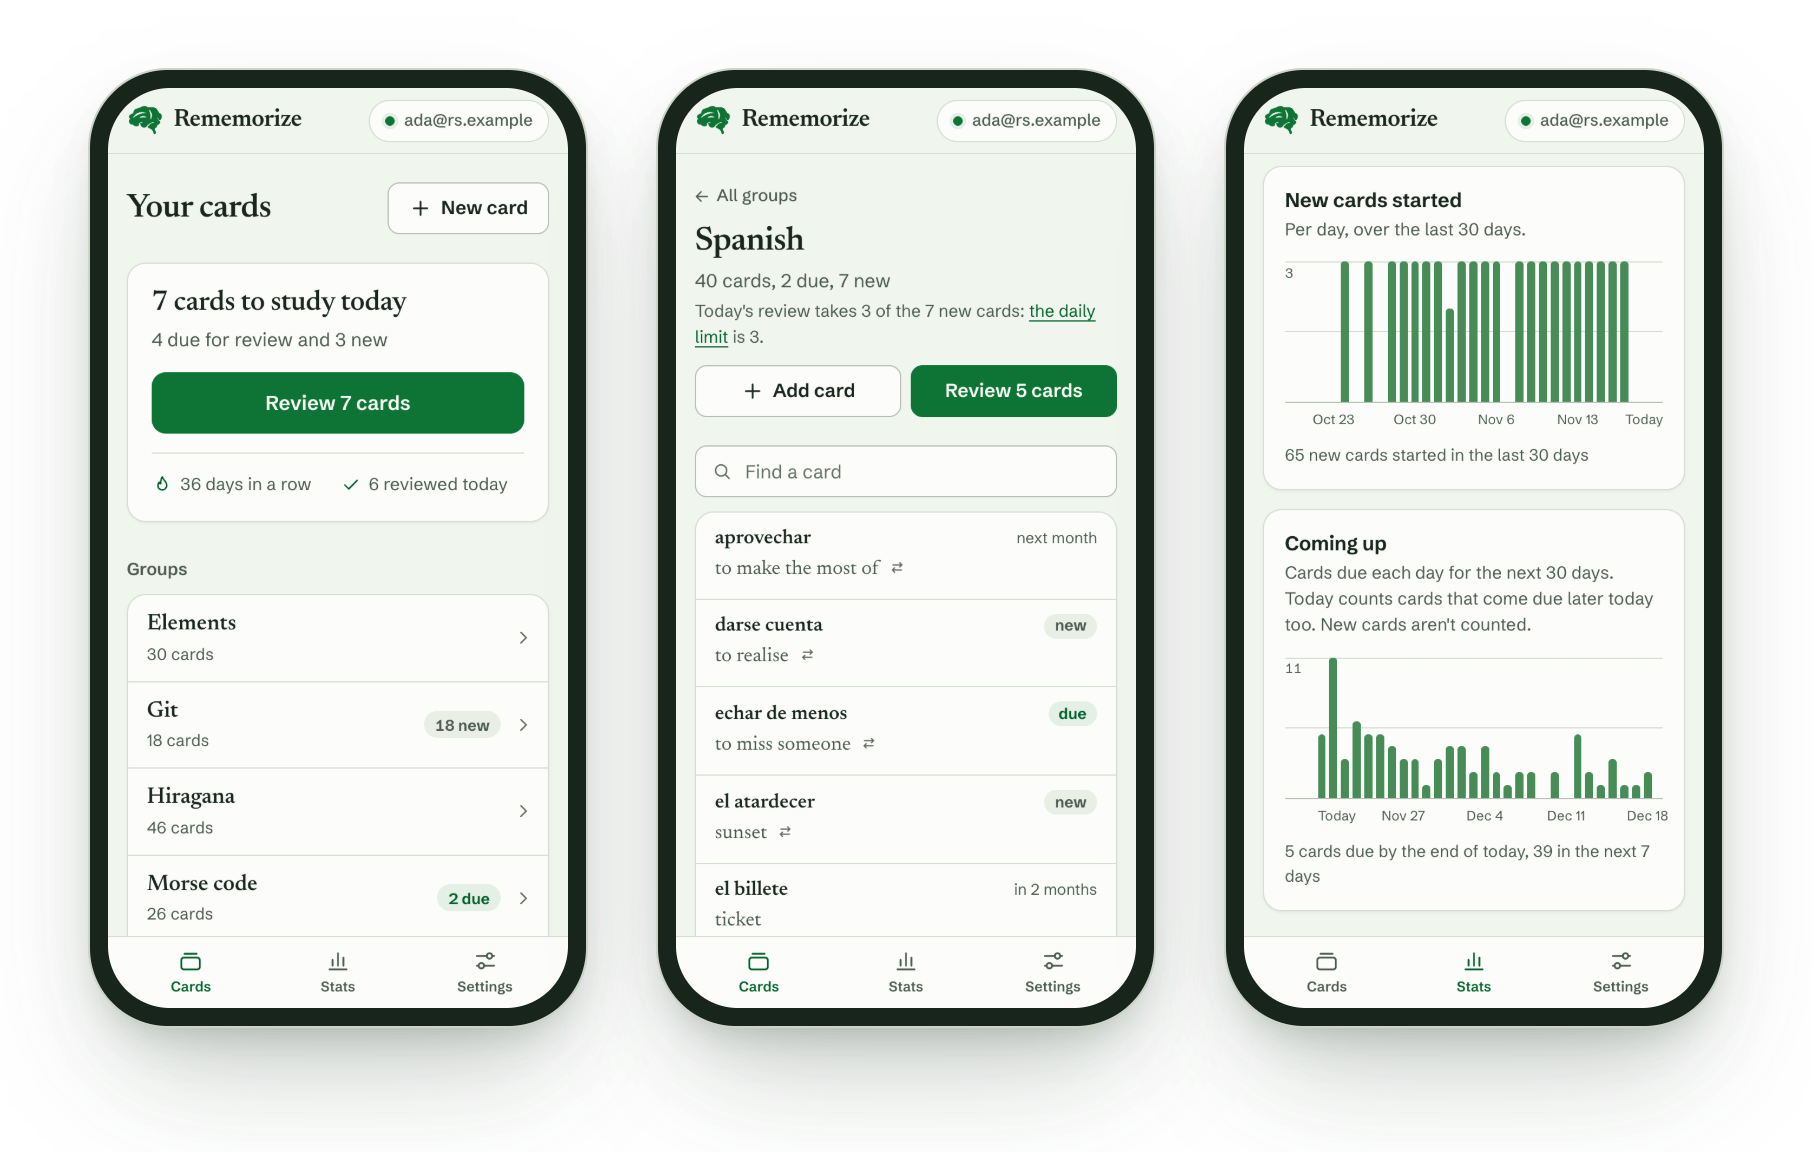 Rememorize
ada@rs.example
Your cards
New card
7 cards to study today
4 due for review and 3 new
Review 7 cards
36 days in a row
6 reviewed today
Groups
Elements
30 cards
Git
18 cards
18 new
Hiragana
46 cards
Morse code
26 cards
2 due
Cards
Stats
Settings
Rememorize
ada@rs.example
All groups
Spanish
40 cards, 2 due, 7 new
Today's review takes 3 of the 7 new cards: the daily
limit is 3.
Add card
Review 5 cards
Find a card
aprovechar
next month
to make the most of
darse cuenta
new
to realise
echar de menos
due
to miss someone
el atardecer
new
sunset
el billete
in 2 months
ticket
Cards
Stats
Settings
Rememorize
ada@rs.example
New cards started
Per day, over the last 30 days.
3
Oct 23
Oct 30
Nov 6
Nov 13
Today
65 new cards started in the last 30 days
Coming up
Cards due each day for the next 30 days.
Today counts cards that come due later today
too. New cards aren't counted.
11
Today
Nov 27
Dec 4
Dec 11
Dec 18
5 cards due by the end of today, 39 in the next 7
days
Cards
Stats
Settings